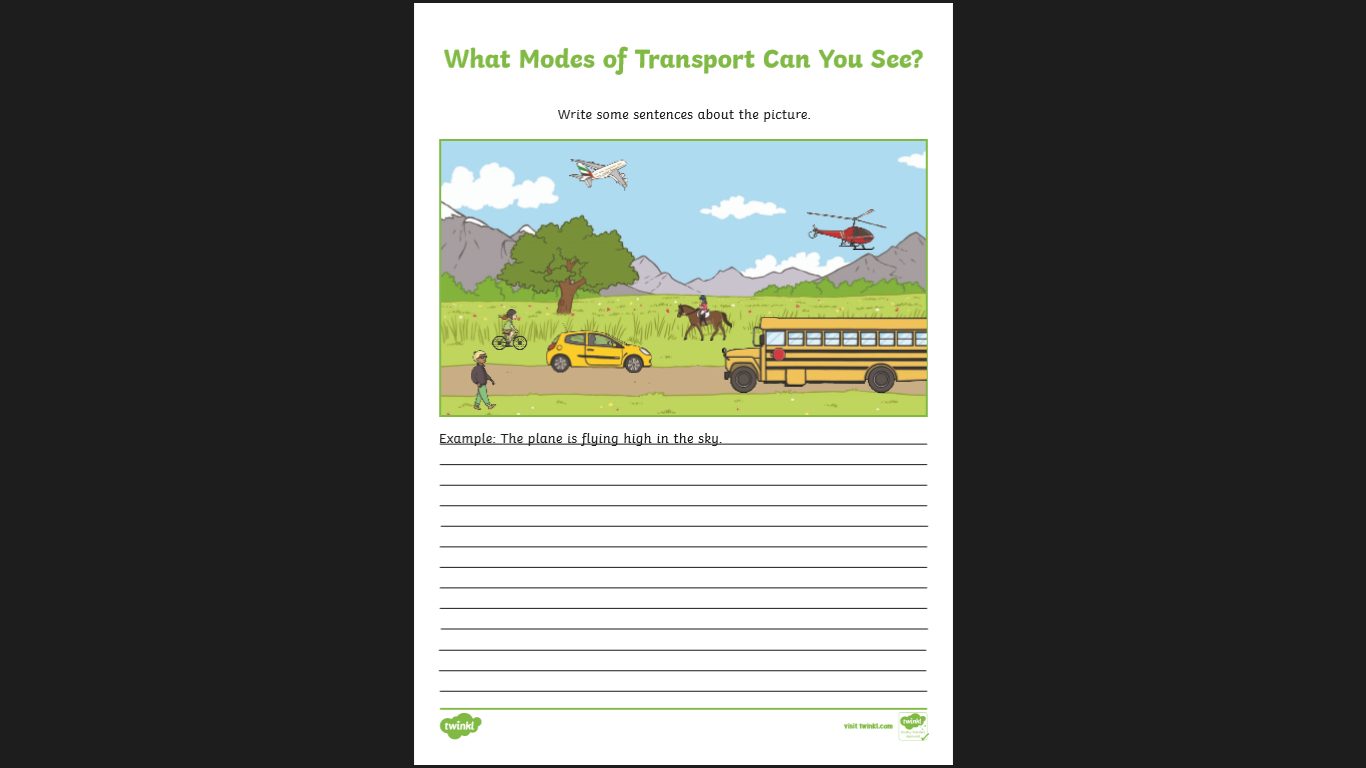 What Modes of Transport Can You See?
Write some sentences about the picture.
Example: The plane is flying high in the sky.
twinkl
visit twinkl.com
twinkl